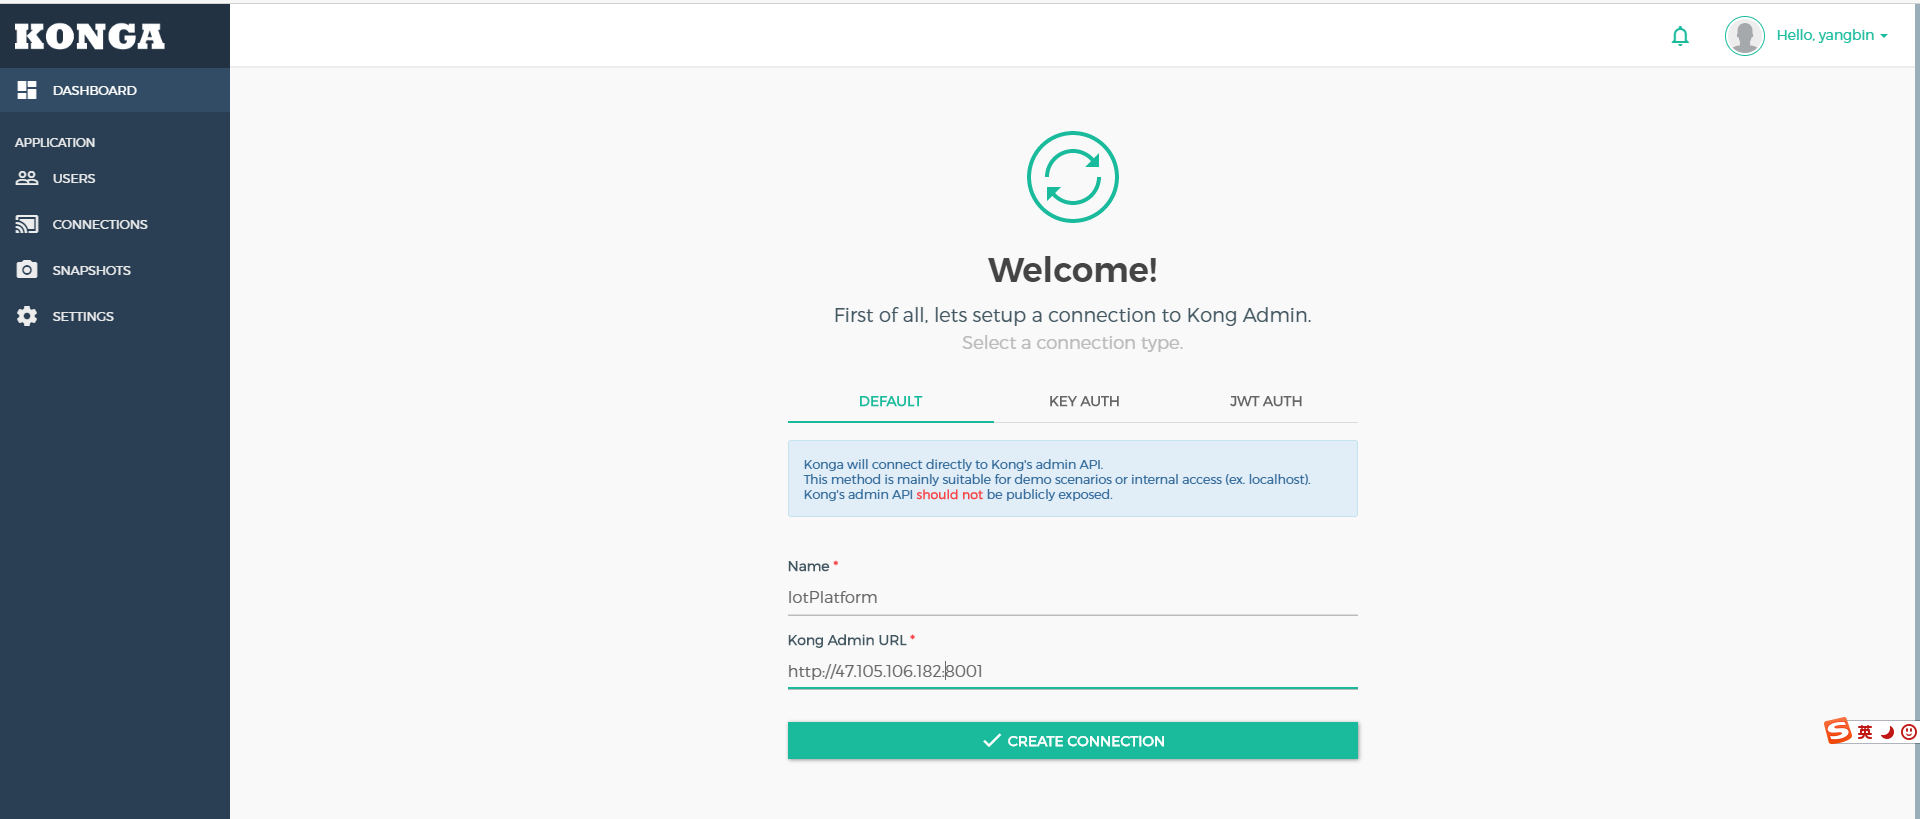 KONGA
Hello, yangbin
DASHBOARD
APPLICATION
USERS
CONNECTIONS
SNAPSHOTS
SETTINGS
Welcome!
First of all, lets setup a connection to Kong Admin.
Select a connection type.
DEFAULT
KEY AUTH
JWT AUTH
Konga will connect directly to Kong's admin API.
This method is mainly suitable for demo scenarios or internal access (ex. localhost).
Kong's admin API should not be publicly exposed.
Name *
IotPlatform
Kong Admin URL *
http://47.105.106.182:8001
CREATE CONNECTION
S
英